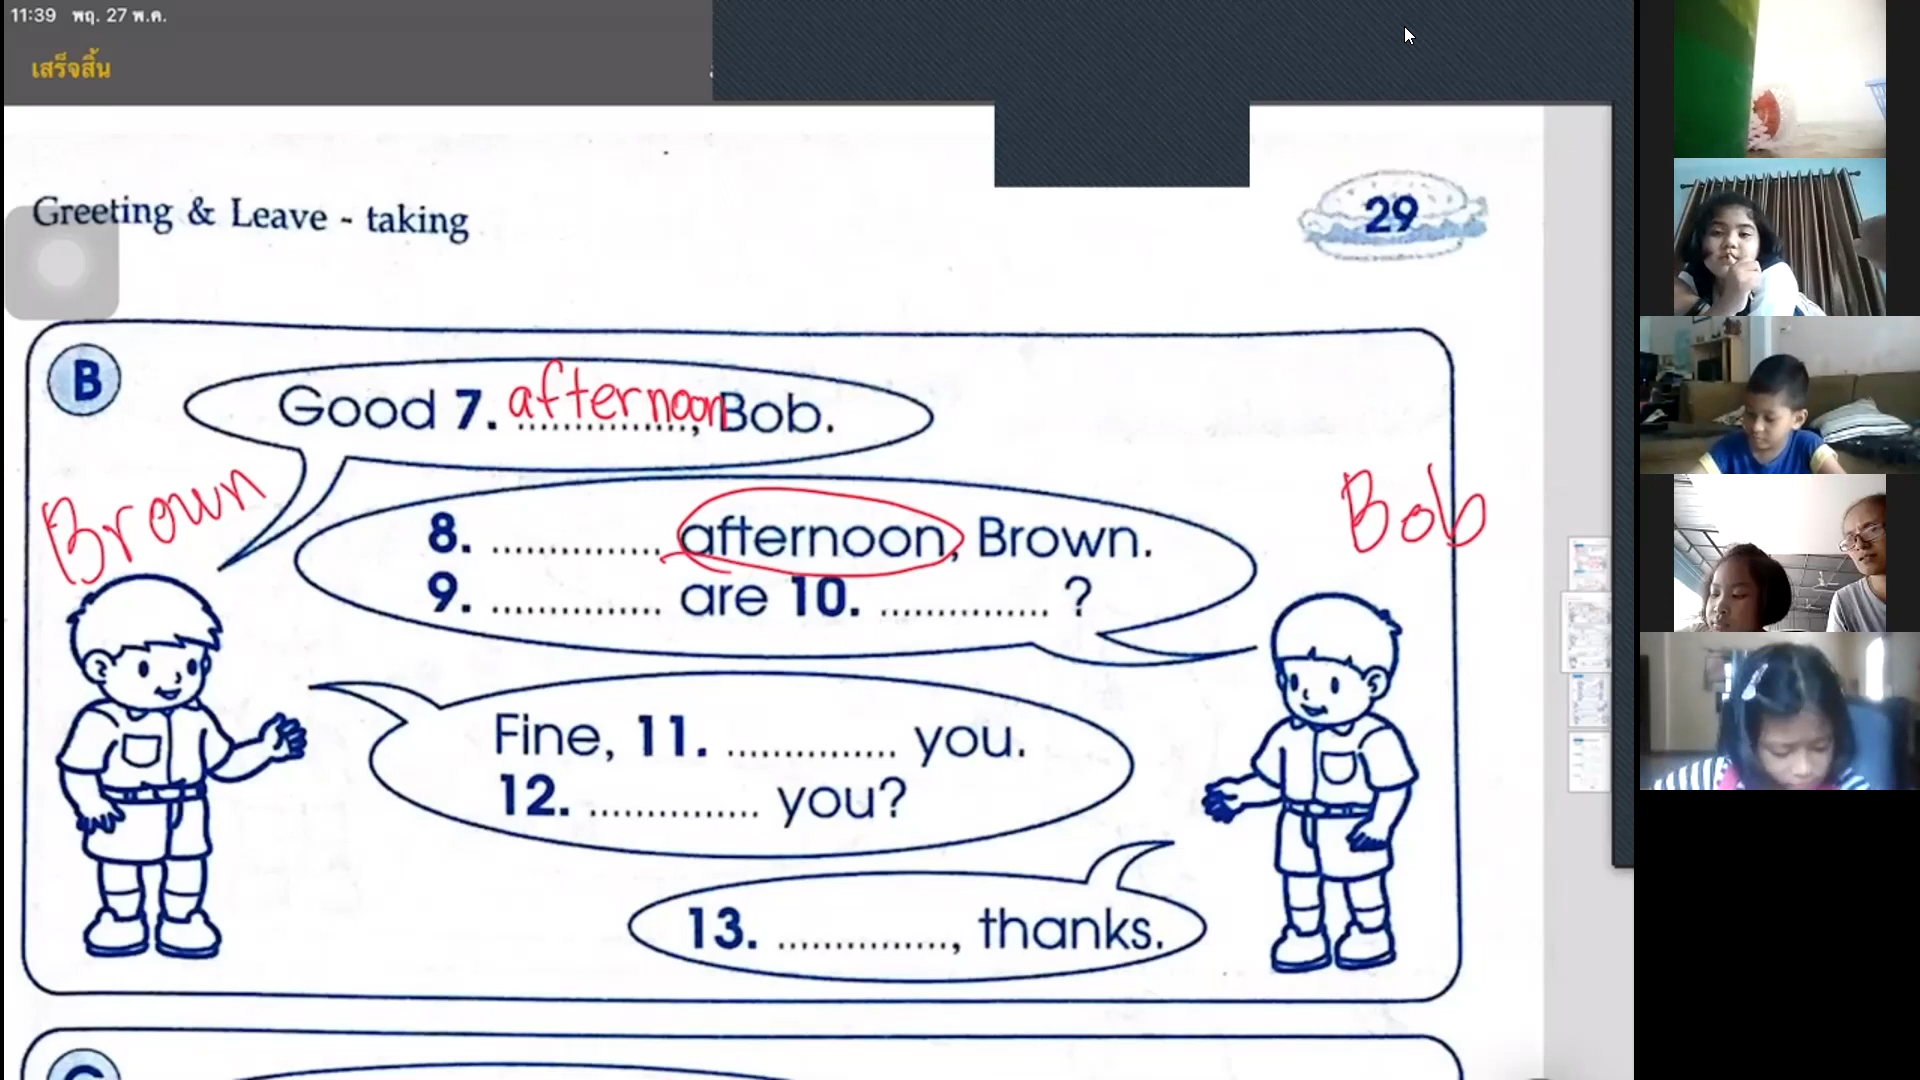 11:39 พฤ. 27 พ.ค.
เสร็จสิ้น
Greeting & Leave - taking
29
B
Good 7. afternoon, Bob.
Brown
Bob
8. ............... afternoon, Brown.
9. ............... are 10. ............... ?
Fine, 11. ............... you.
12. ............... you?
13. ..............., thanks.